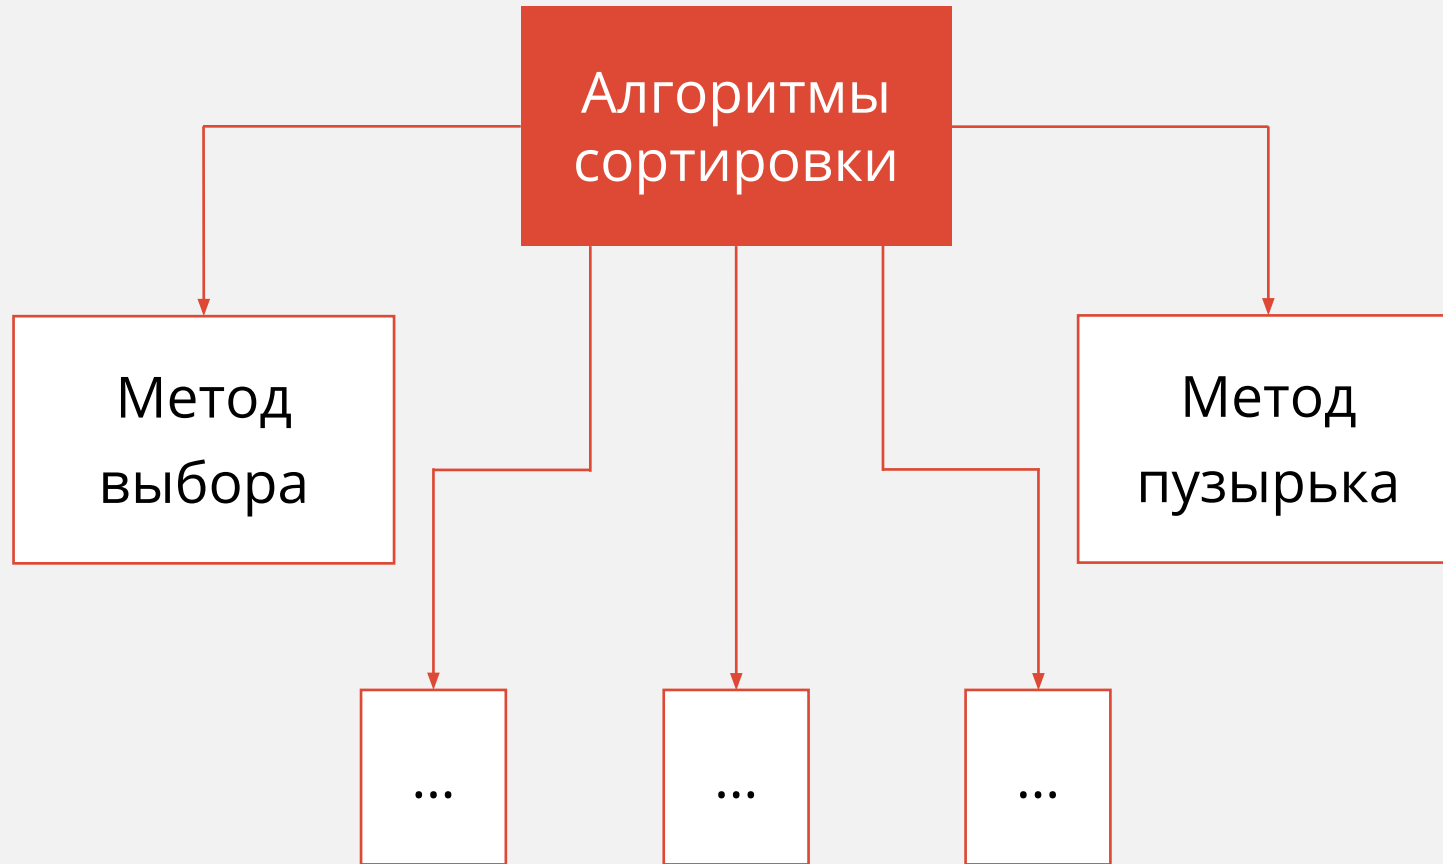 Алгоритмы
сортировки
Метод
выбора
Метод
пузырька
...
...
...